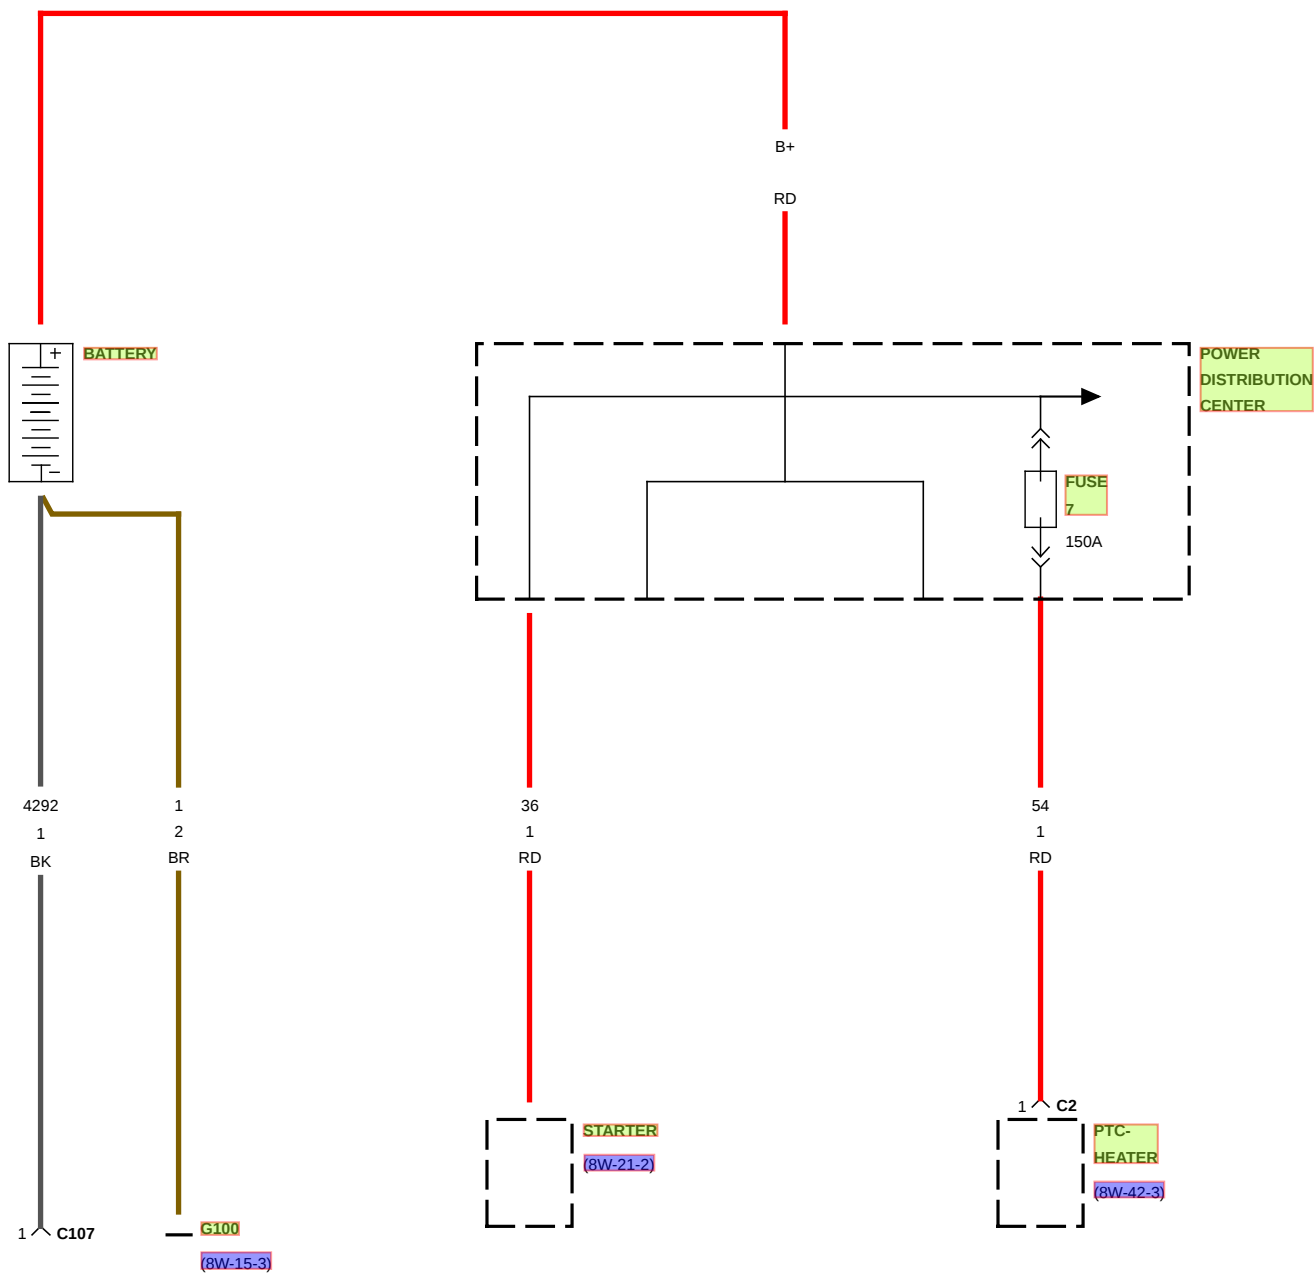 B+
RD
+
BATTERY
−
POWER
DISTRIBUTION
CENTER
FUSE
7
150A
4292
1
BK
1
2
BR
36
1
RD
54
1
RD
1 C2
STARTER
(8W-21-2)
PTC-
HEATER
(8W-42-3)
1 C107
G100
(8W-15-3)